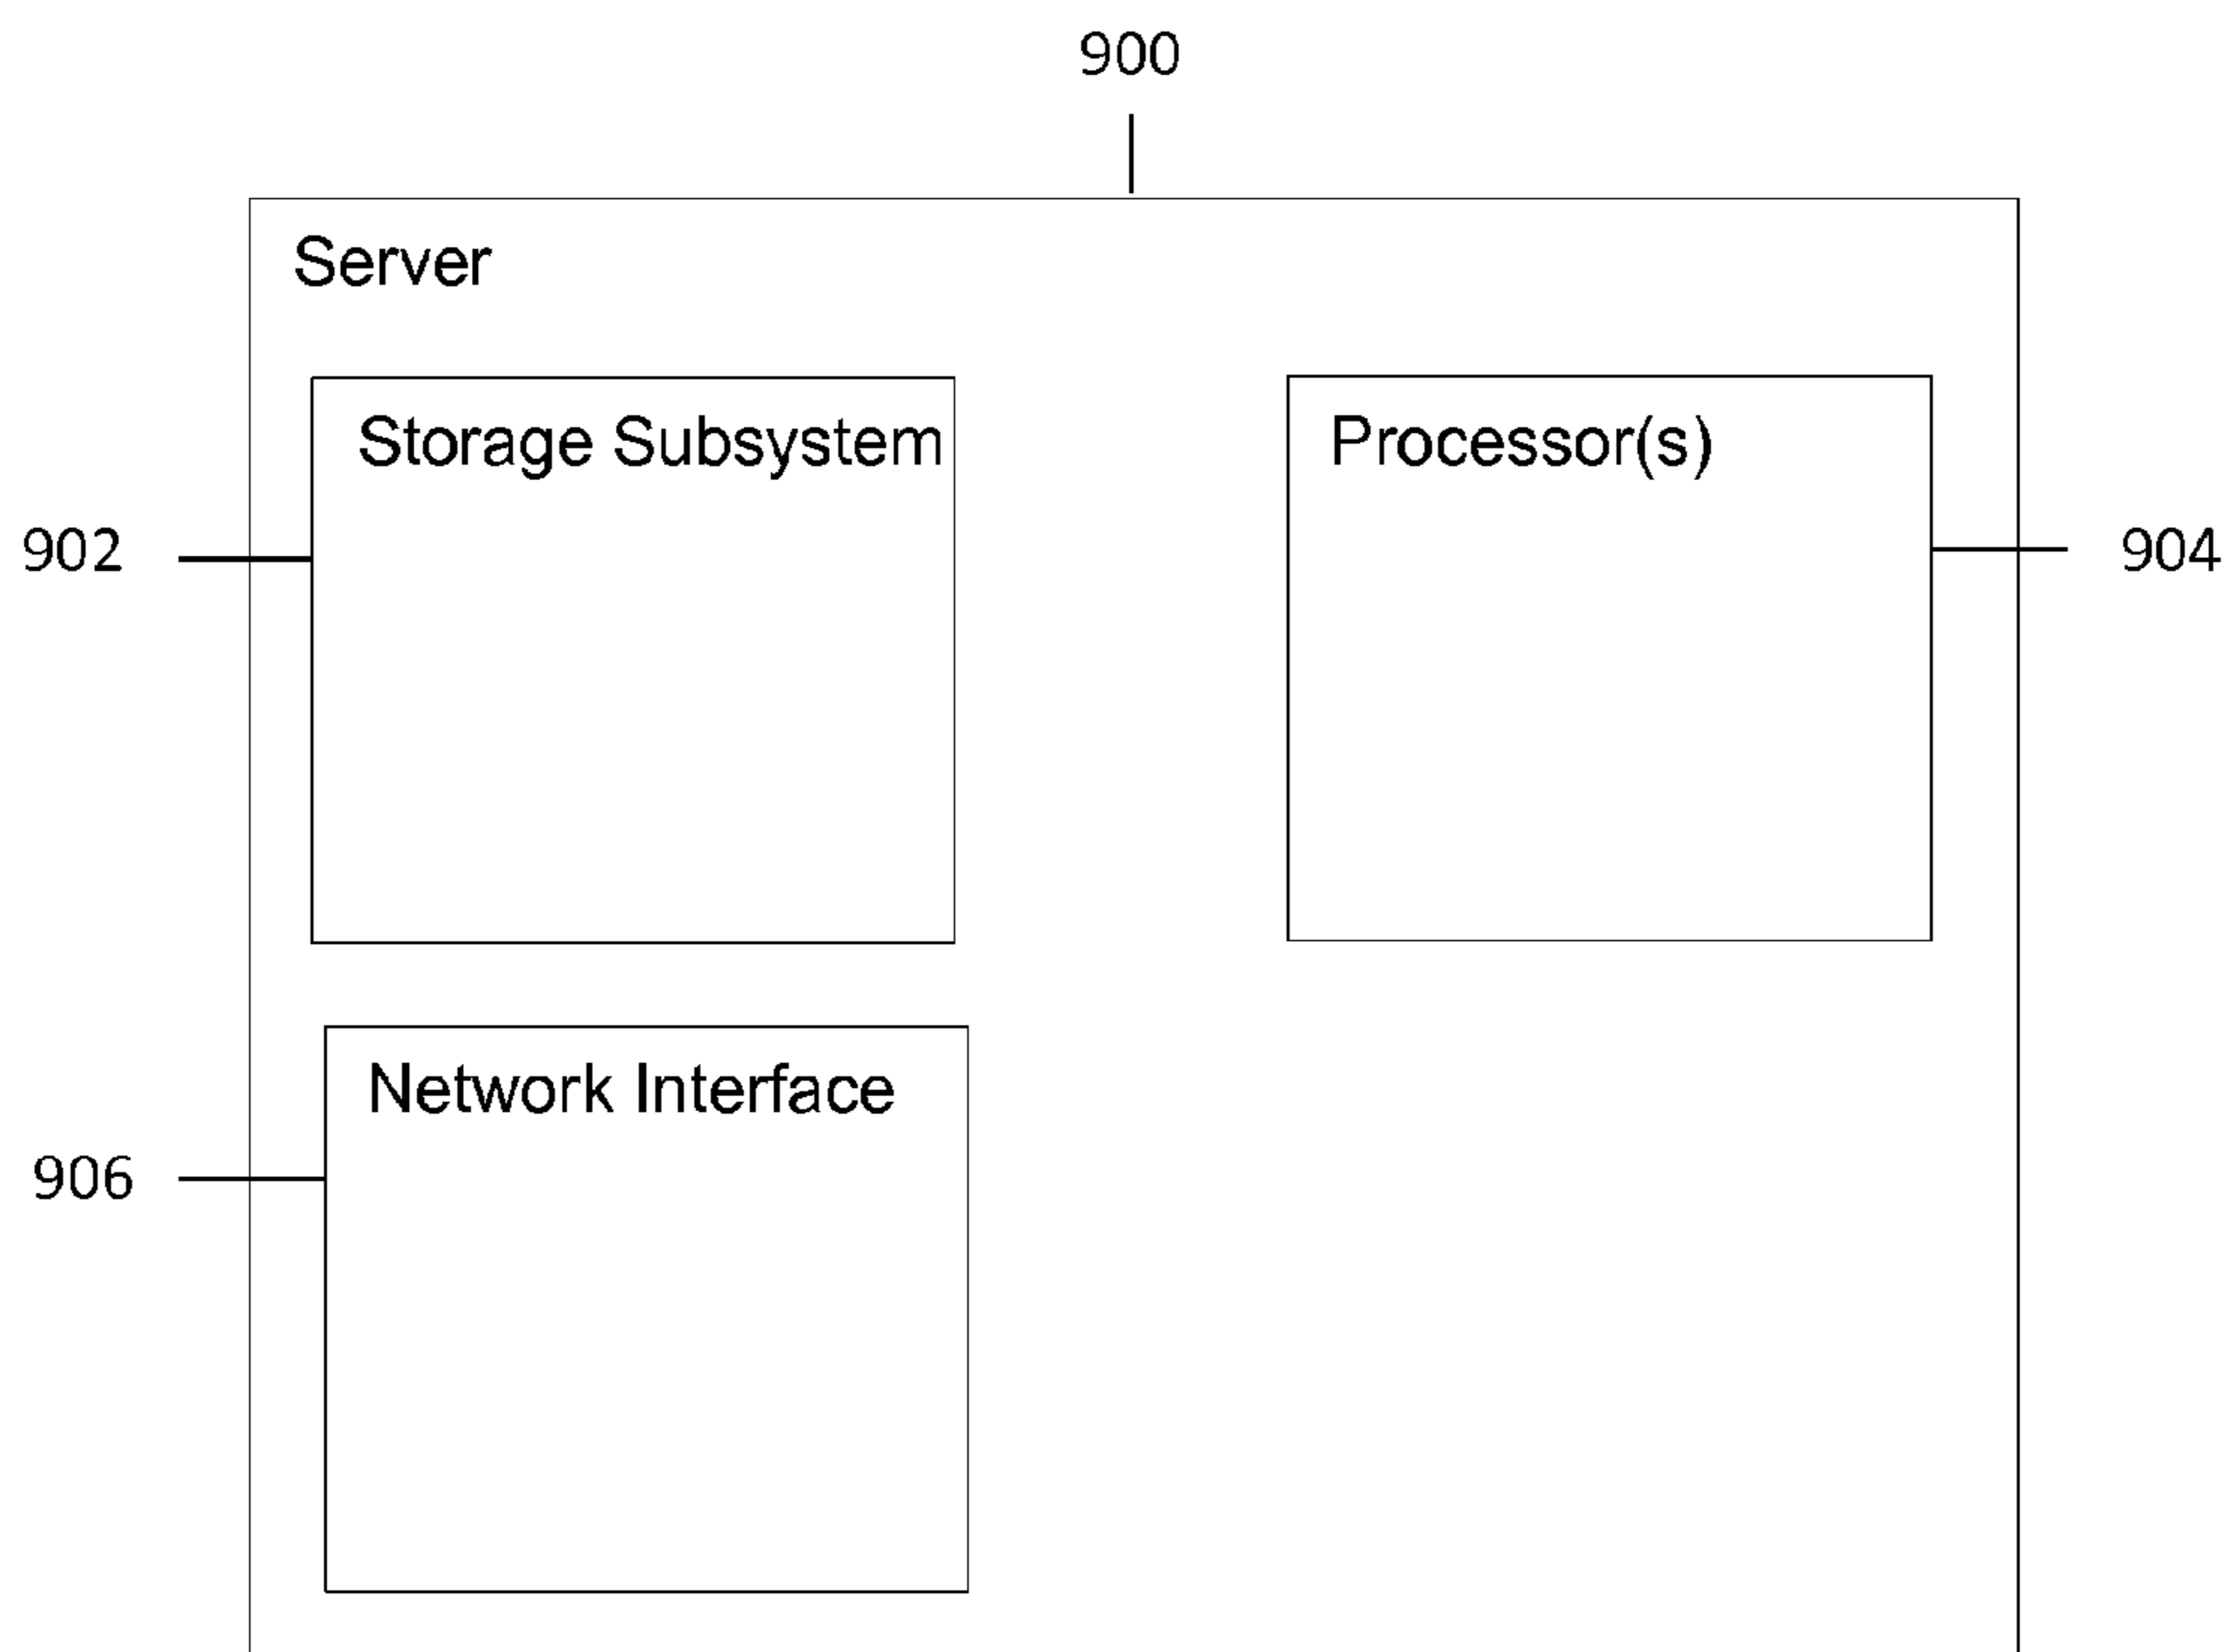 900
Server
Storage Subsystem
Processor(s)
902
904
Network Interface
906